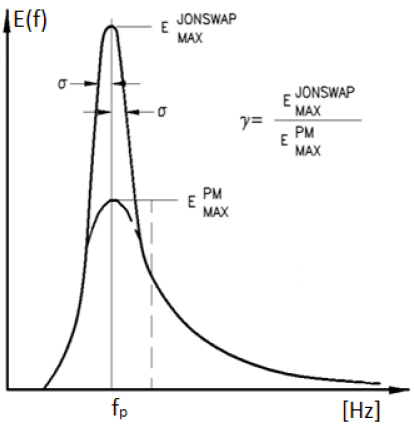 E(f)
E JONSWAP MAX
σ
σ
γ= E JONSWAP MAX / E PM MAX
E PM MAX
fp
[Hz]